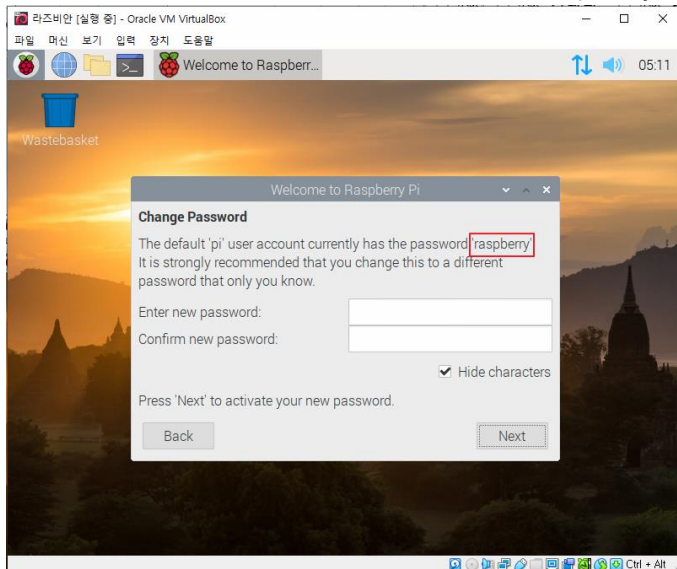 라즈비안 [실행 중] - Oracle VM VirtualBox
파일 머신 보기 입력 장치 도움말
Welcome to Raspberr...
05:11
Wastebasket
Welcome to Raspberry Pi
Change Password
The default 'pi' user account currently has the password 'raspberry'.
It is strongly recommended that you change this to a different
password that only you know.
Enter new password:
Confirm new password:
Hide characters
Press 'Next' to activate your new password.
Back
Next
Ctrl + Alt